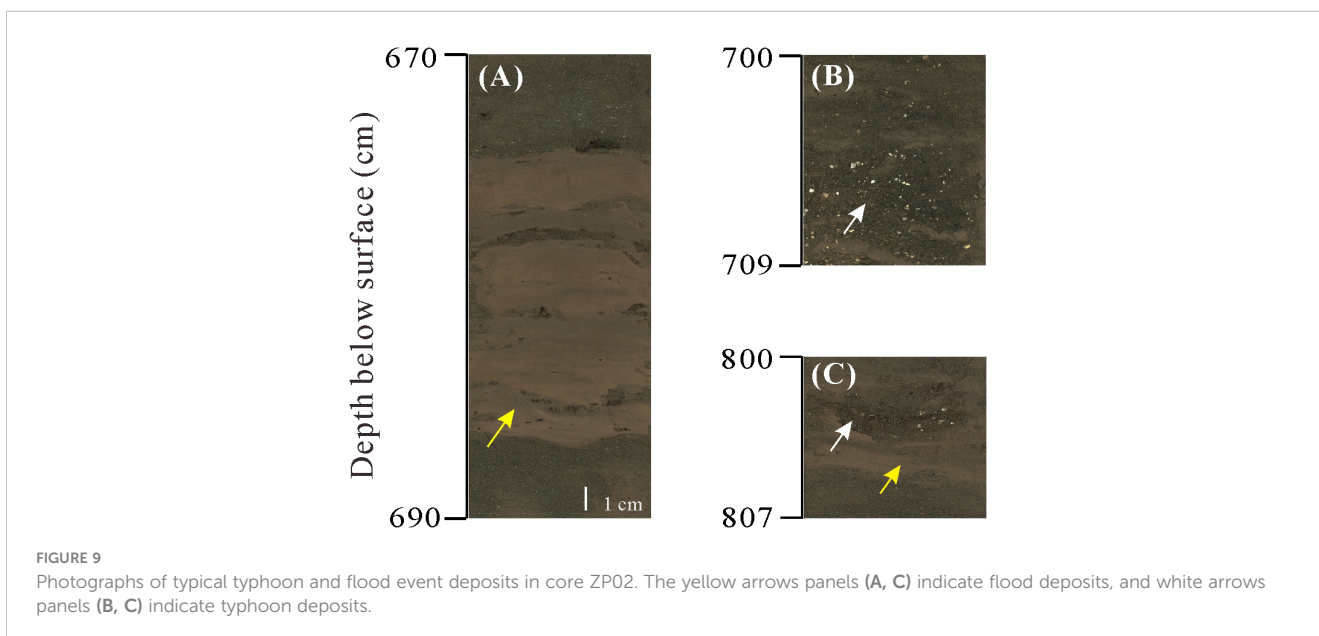 670
(A)
Depth below surface (cm)
690
1 cm
700
(B)
709
800
(C)
807
FIGURE 9
Photographs of typical typhoon and flood event deposits in core ZP02. The yellow arrows panels (A, C) indicate flood deposits, and white arrows
panels (B, C) indicate typhoon deposits.